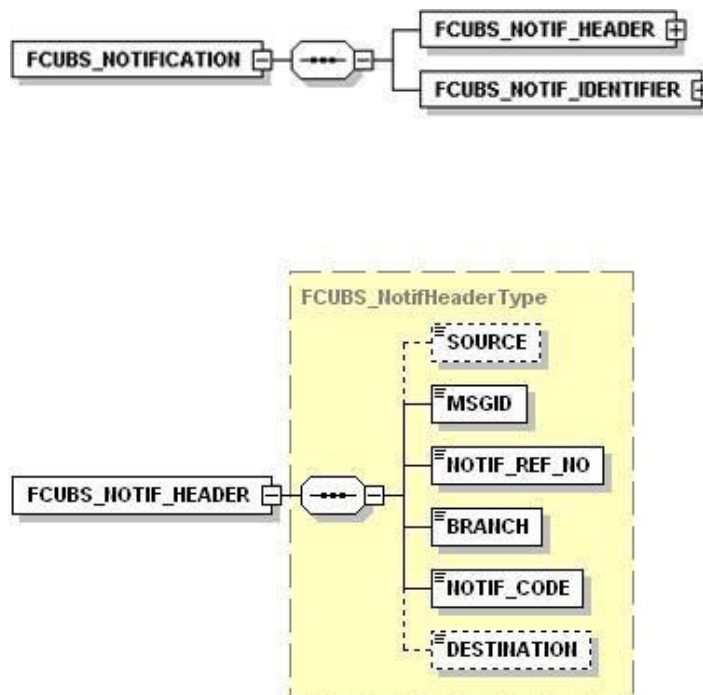 FCUBS_NOTIFICATION
FCUBS_NOTIF_HEADER
FCUBS_NOTIF_IDENTIFIER
FCUBS_NotifHeaderType
SOURCE
MSGID
NOTIF_REF_NO
FCUBS_NOTIF_HEADER
BRANCH
NOTIF_CODE
DESTINATION